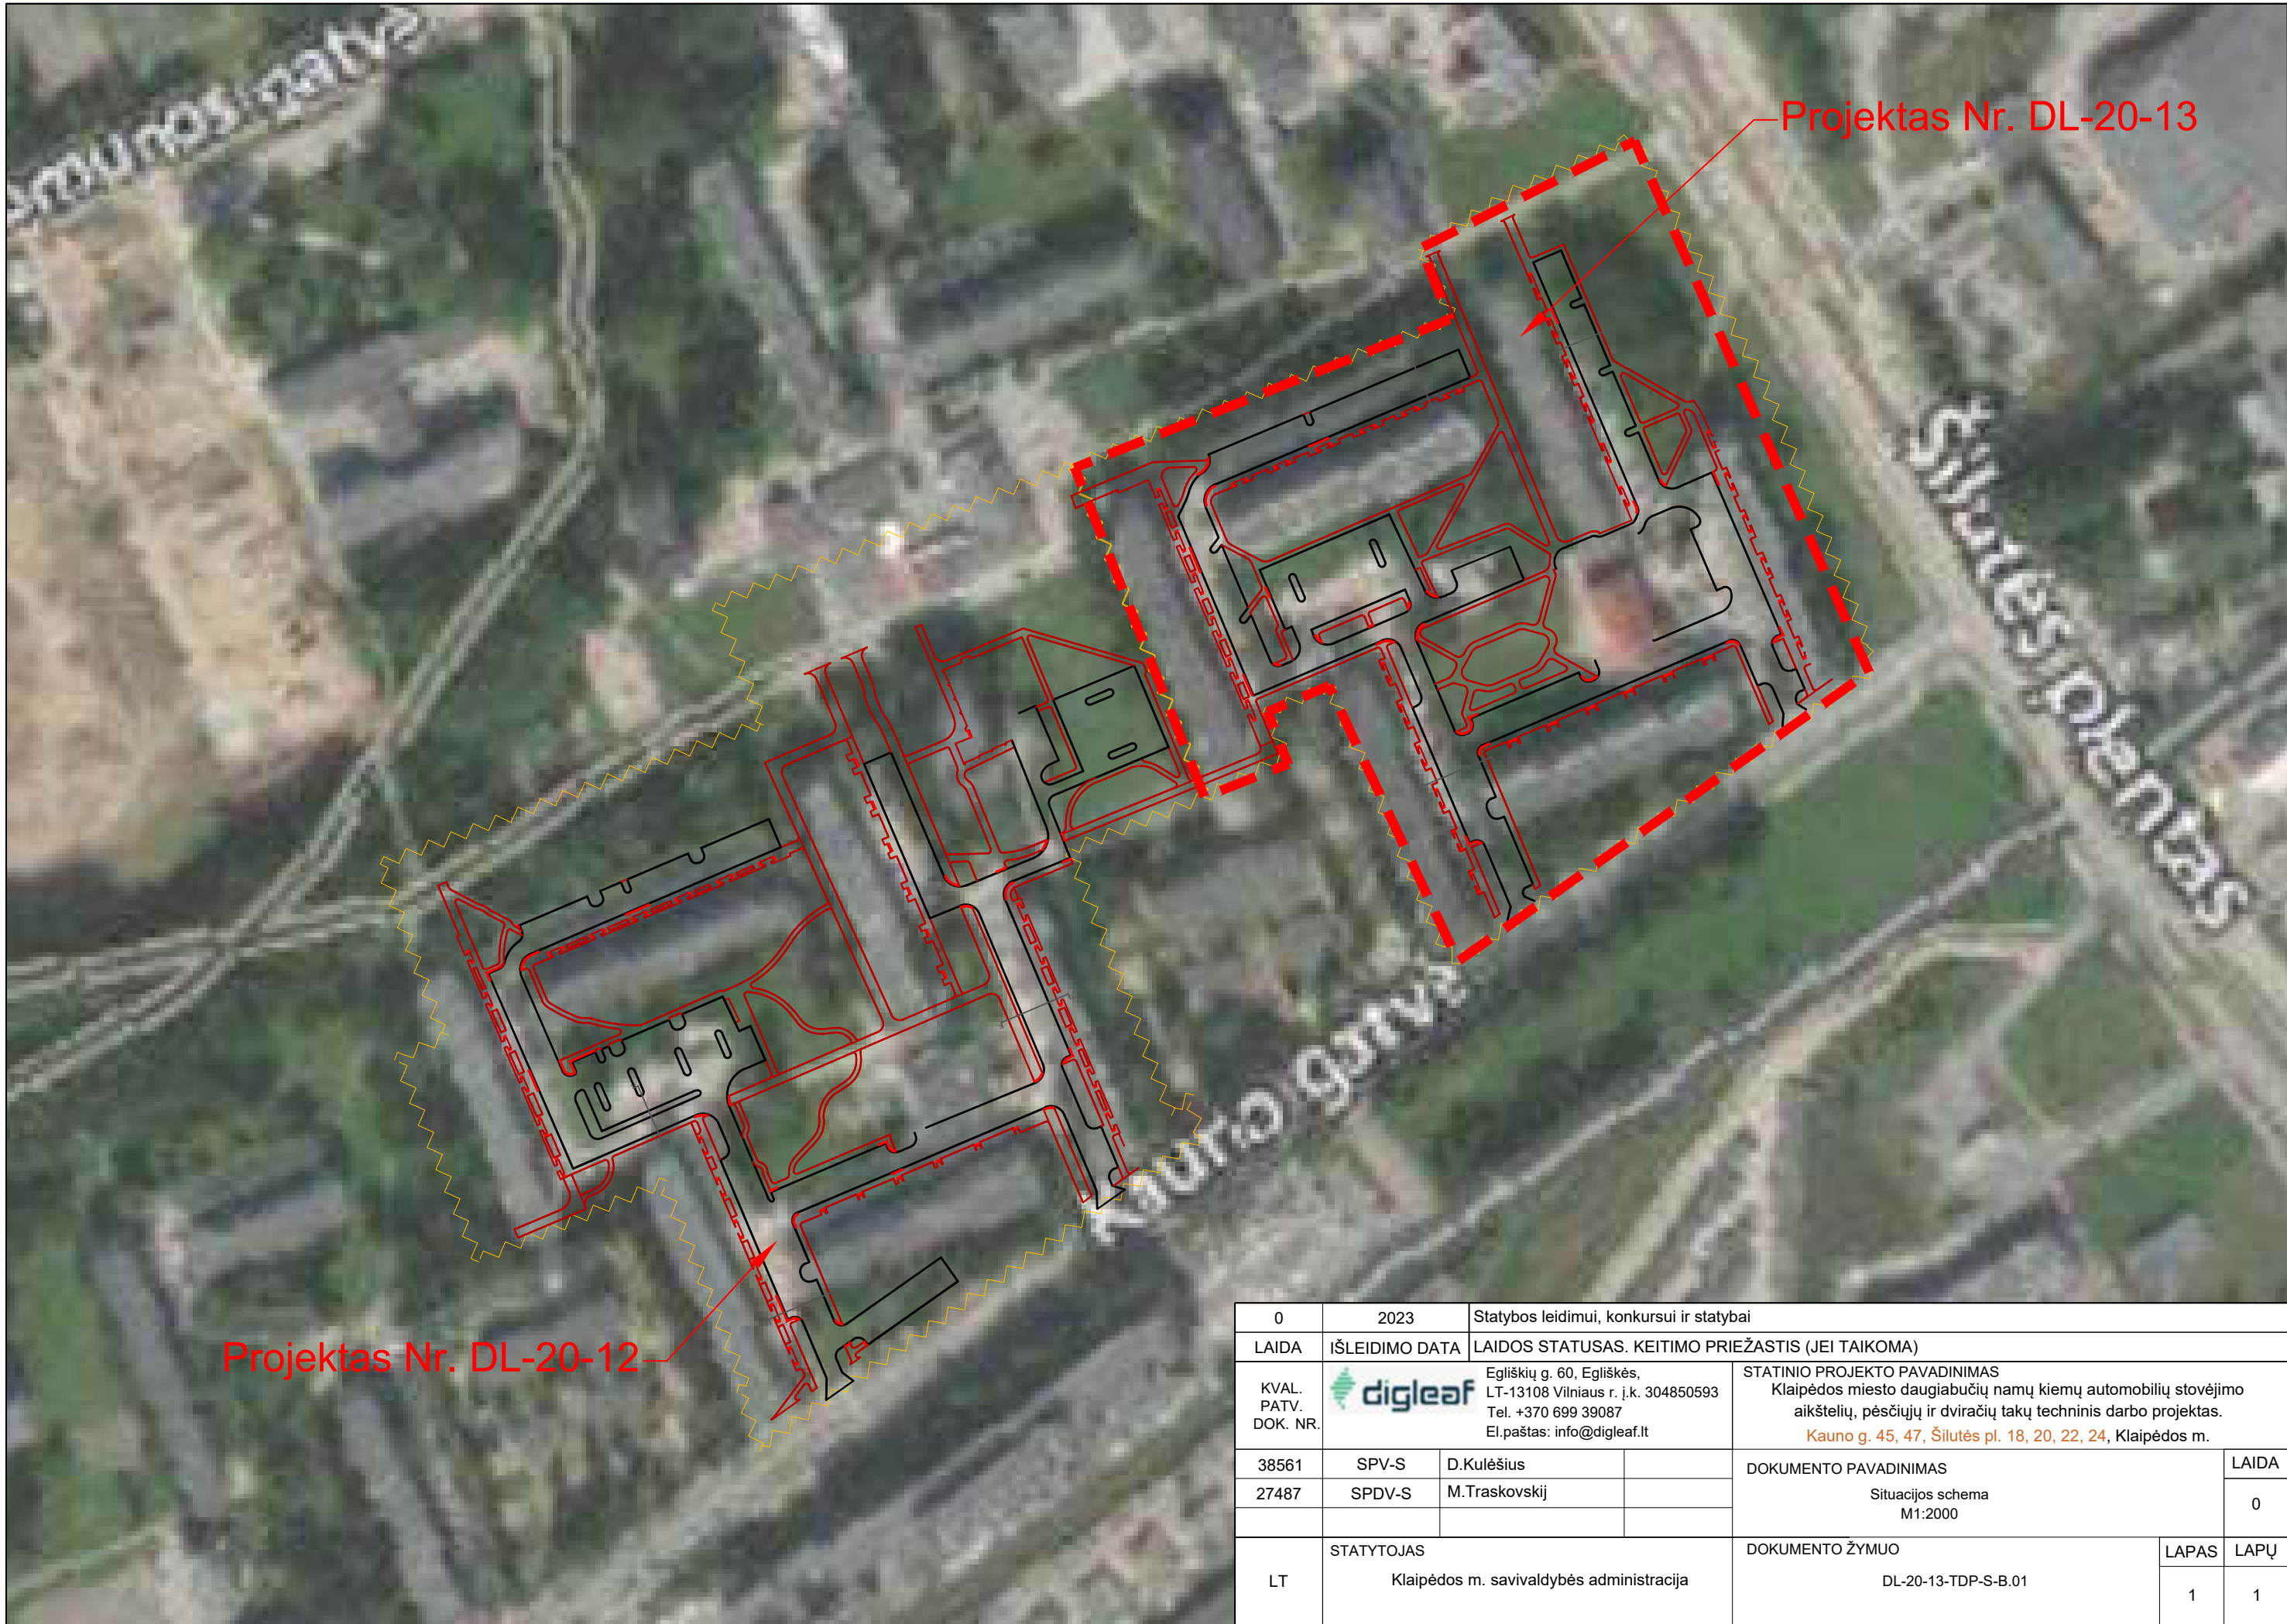 Projektas Nr. DL-20-13
Šilutės plentas
Kauno gatvė
Projektas Nr. DL-20-12
0 2023 Statybos leidimui, konkursui ir statybai
LAIDA IŠLEIDIMO DATA LAIDOS STATUSAS. KEITIMO PRIEŽASTIS (JEI TAIKOMA)
KVAL.
PATV.
DOK. NR.
digleaf
Egliškių g. 60, Egliškės,
LT-13108 Vilniaus r. į.k. 304850593
Tel. +370 699 39087
El.paštas: info@digleaf.lt
STATINIO PROJEKTO PAVADINIMAS
Klaipėdos miesto daugiabučių namų kiemų automobilių stovėjimo
aikštelių, pėsčiųjų ir dviračių takų techninis darbo projektas.
Kauno g. 45, 47, Šilutės pl. 18, 20, 22, 24, Klaipėdos m.
38561 SPV-S D.Kulėšius
27487 SPDV-S M.Traskovskij
DOKUMENTO PAVADINIMAS
Situacijos schema
M1:2000
LAIDA
0
LT
STATYTOJAS
Klaipėdos m. savivaldybės administracija
DOKUMENTO ŽYMUO
DL-20-13-TDP-S-B.01
LAPAS LAPŲ
1 1